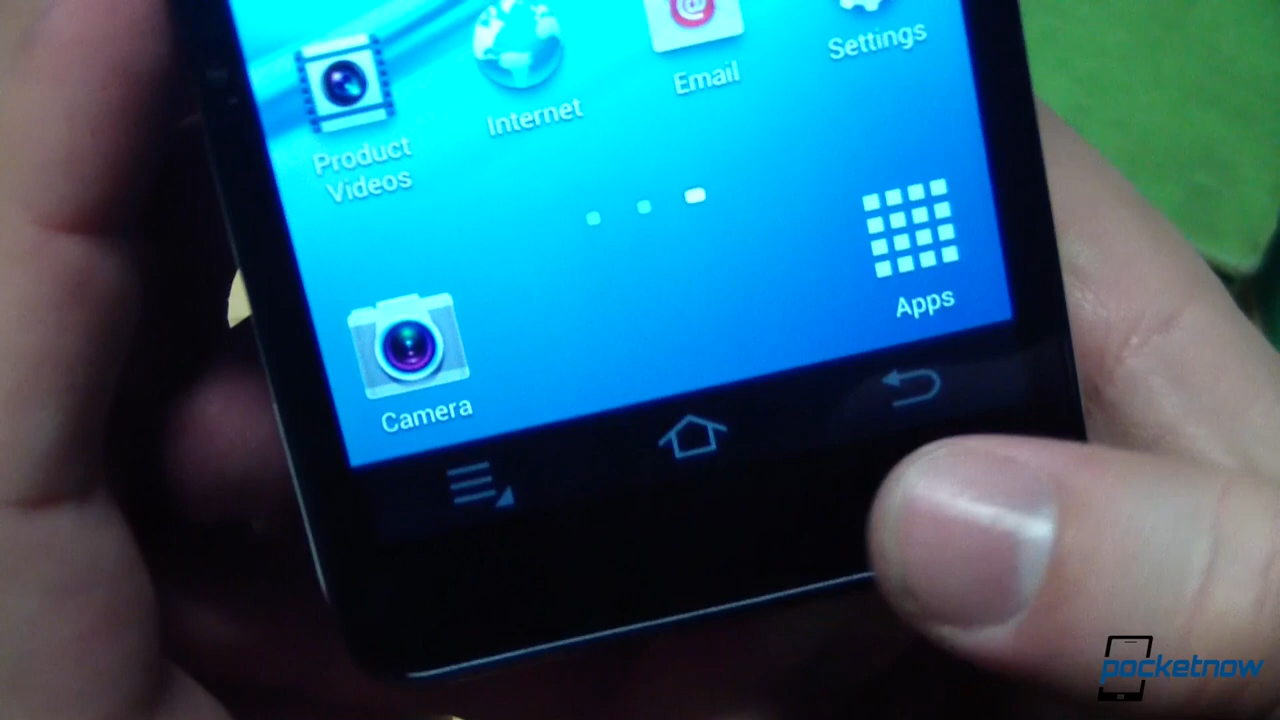 Settings
Email
Internet
Product
Videos
Apps
Camera
pocketnow